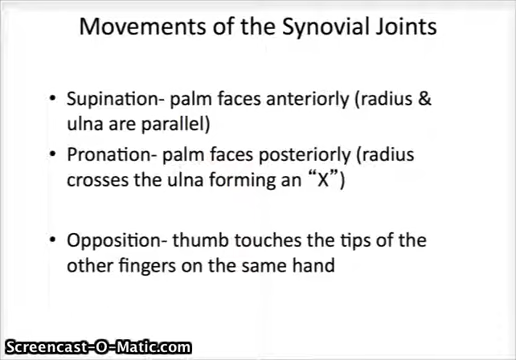 Movements of the Synovial Joints
• Supination- palm faces anteriorly (radius &
ulna are parallel)
• Pronation- palm faces posteriorly (radius
crosses the ulna forming an “X”)
• Opposition- thumb touches the tips of the
other fingers on the same hand
Screencast-O-Matic.com